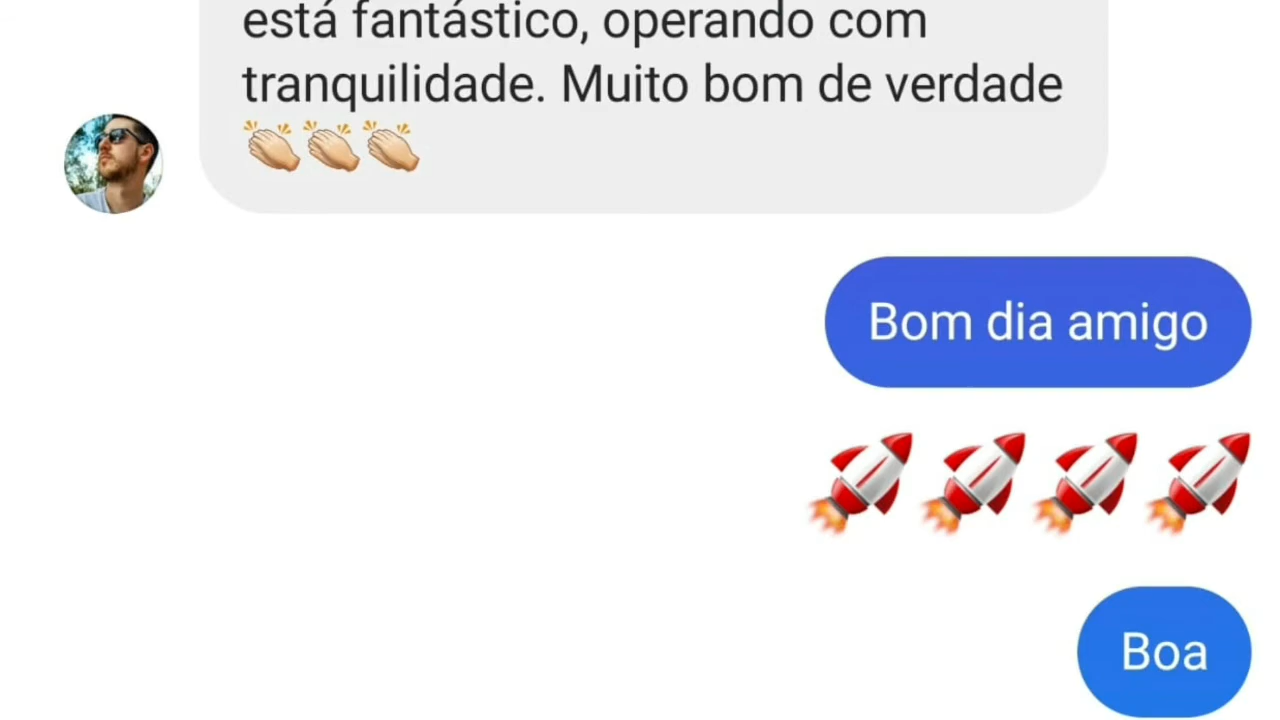 está fantástico, operando com
tranquilidade. Muito bom de verdade
👏🏼👏🏼👏🏼
Bom dia amigo
🚀🚀🚀🚀
Boa